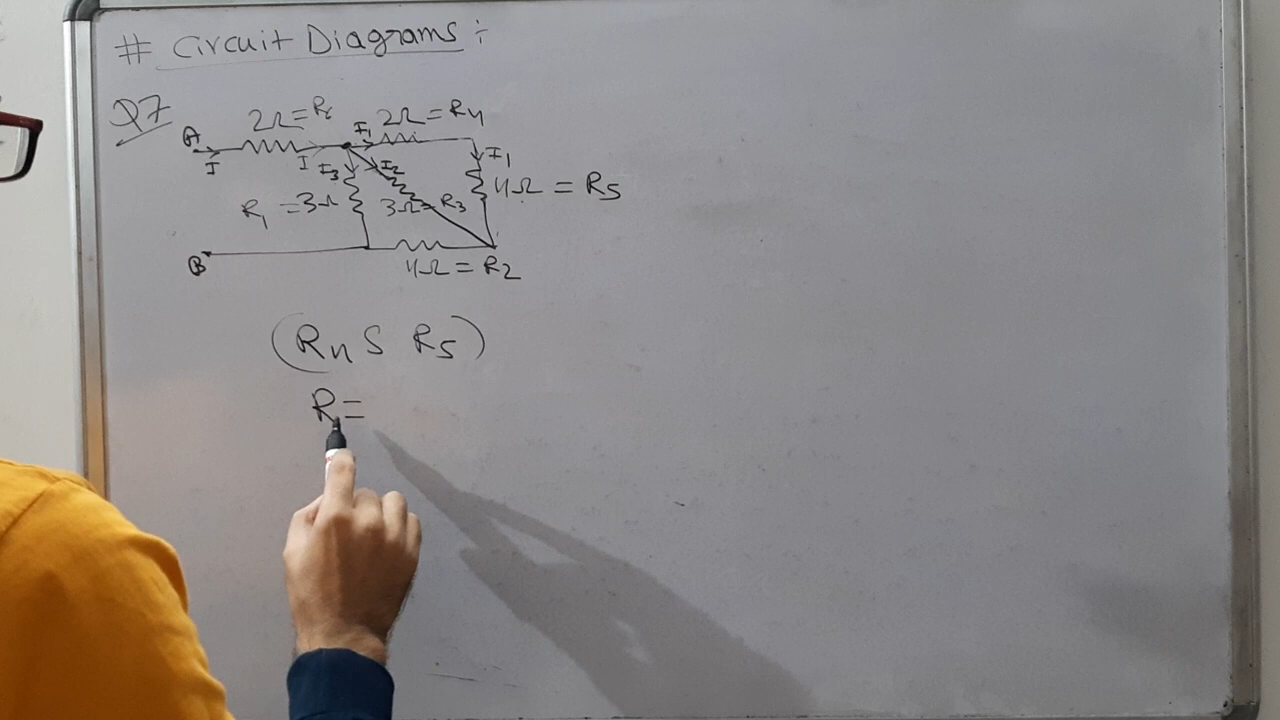 # Circuit Diagrams :
Q7
2Ω = R6 2Ω = R4
A I I I1 I1
I3 I2
4Ω = R5
R1 = 3Ω 3Ω = R3
B
4Ω = R2
(R4 S R5)
R =